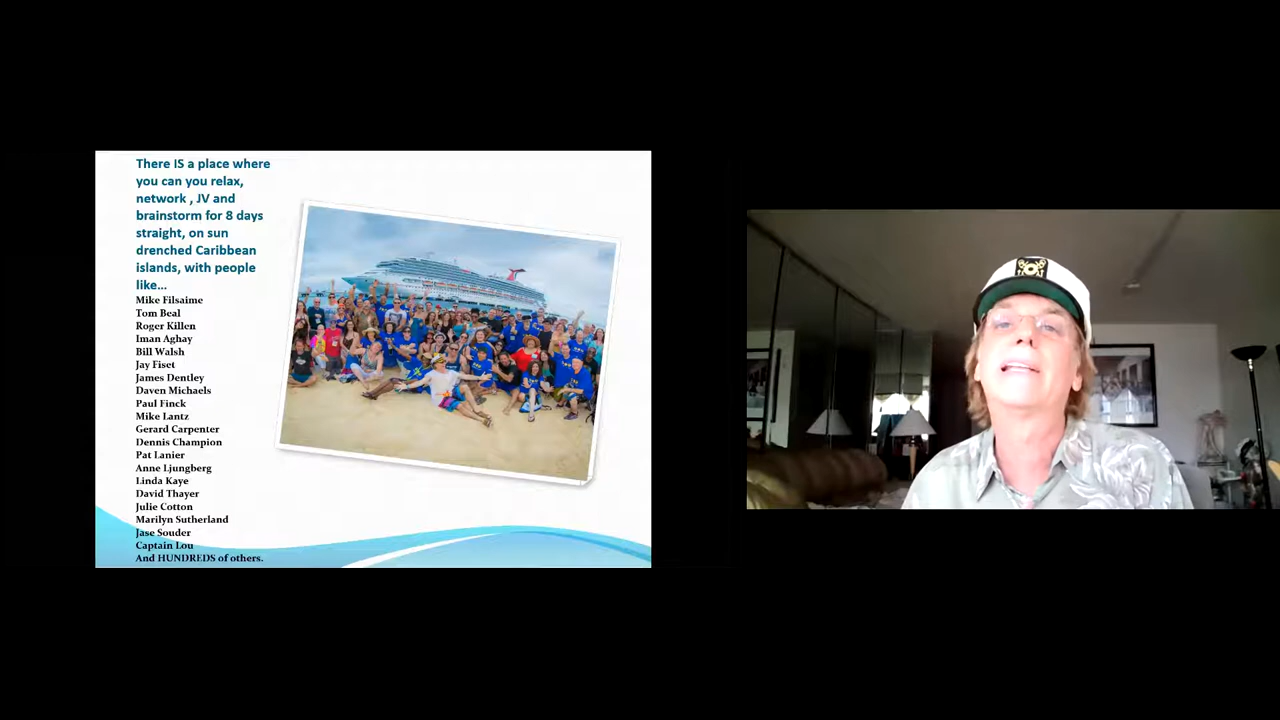 There IS a place where
you can you relax,
network , JV and
brainstorm for 8 days
straight, on sun
drenched Caribbean
islands, with people
like...
Mike Filsaime
Tom Beal
Roger Killen
Iman Aghay
Bill Walsh
Jay Fiset
James Dentley
Daven Michaels
Paul Finck
Mike Lantz
Gerard Carpenter
Dennis Champion
Pat Lanier
Anne Ljungberg
Linda Kaye
David Thayer
Julie Cotton
Marilyn Sutherland
Jase Souder
Captain Lou
And HUNDREDS of others.